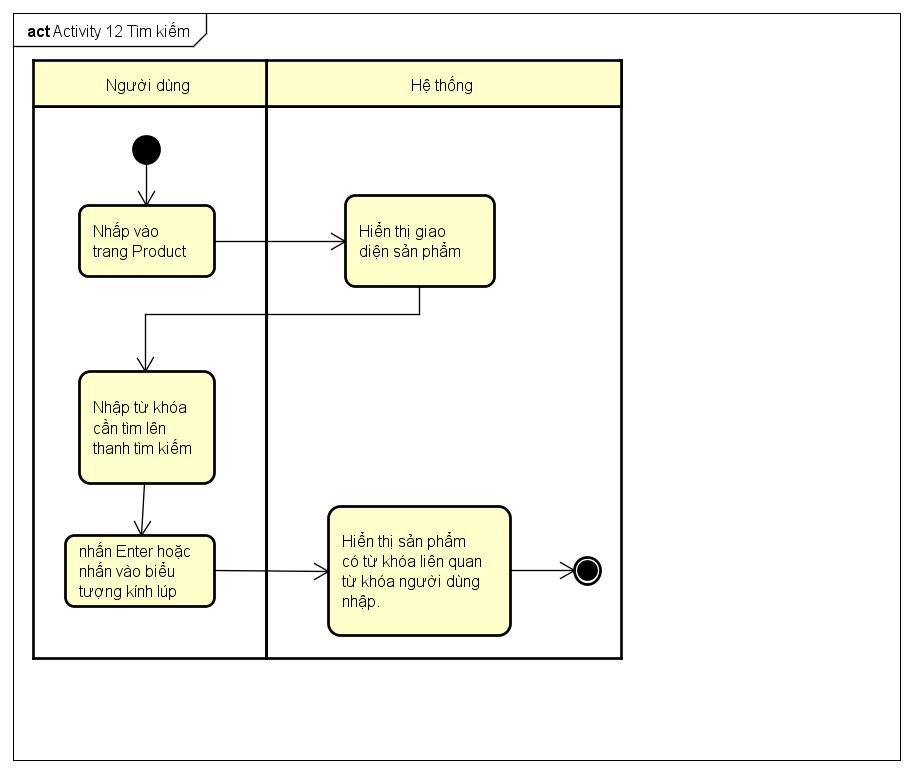 act Activity 12 Tìm kiếm
Người dùng
Hệ thống
Nhấp vào
trang Product
Hiển thị giao
diện sản phẩm
Nhập từ khóa
cần tìm lên
thanh tìm kiếm
nhấn Enter hoặc
nhấn vào biểu
tượng kính lúp
Hiển thị sản phẩm
có từ khóa liên quan
từ khóa người dùng
nhập.